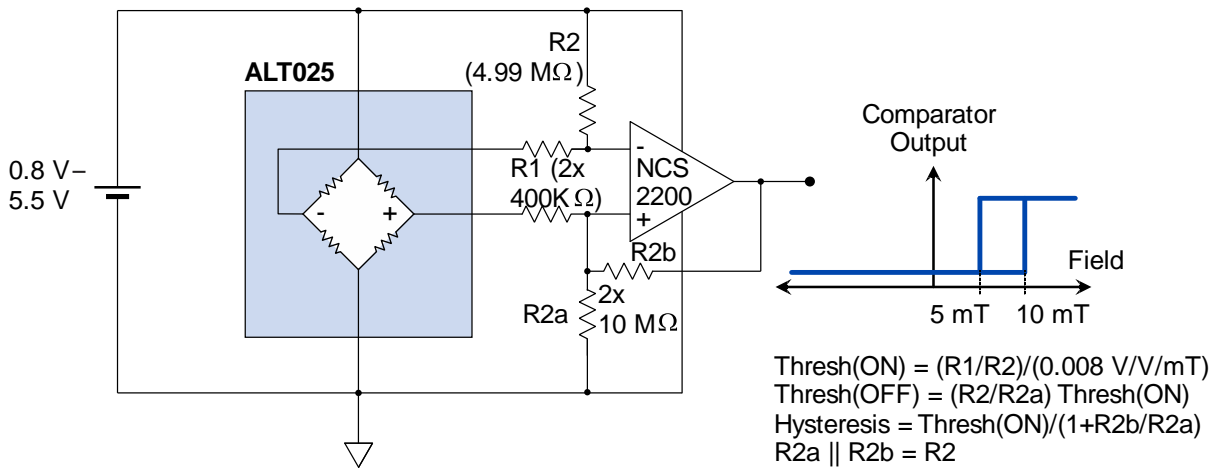 R2
(4.99 MΩ)
ALT025
Comparator
Output
0.8 V–
5.5 V
R1 (2x
400KΩ)
-
+
-
+
NCS
2200
R2b
2x
10 MΩ
R2a
Field
5 mT
10 mT
Thresh(ON) = (R1/R2)/(0.008 V/V/mT)
Thresh(OFF) = (R2/R2a) Thresh(ON)
Hysteresis = Thresh(ON)/(1+R2b/R2a)
R2a || R2b = R2